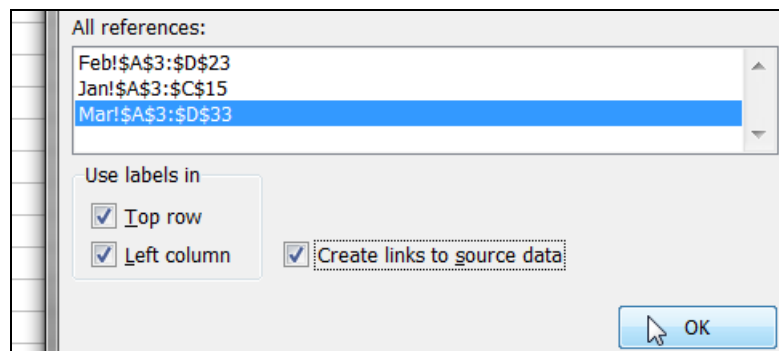 All references:
Feb!$A$3:$D$23
Jan!$A$3:$C$15
Mar!$A$3:$D$33
Use labels in
Top row
Left column
Create links to source data
OK